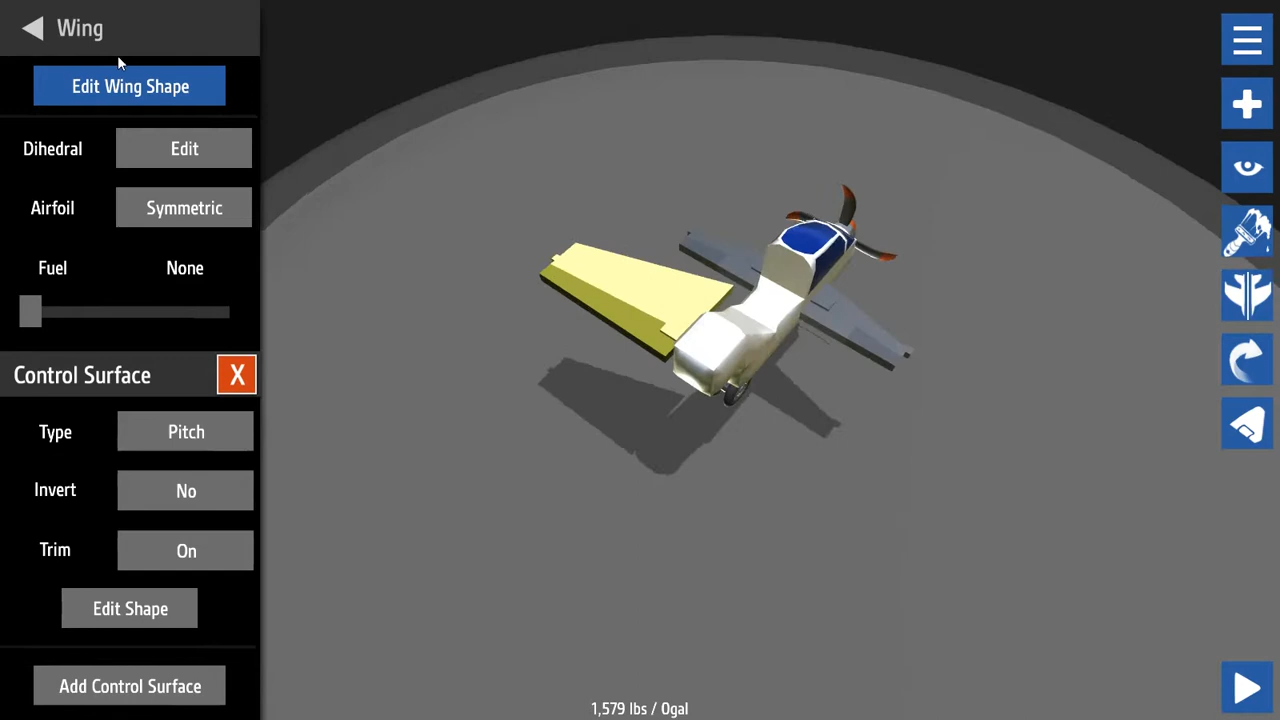 Wing
Edit Wing Shape
Dihedral Edit
Airfoil Symmetric
Fuel None
Control Surface X
Type Pitch
Invert No
Trim On
Edit Shape
Add Control Surface
1,579 lbs / 0gal